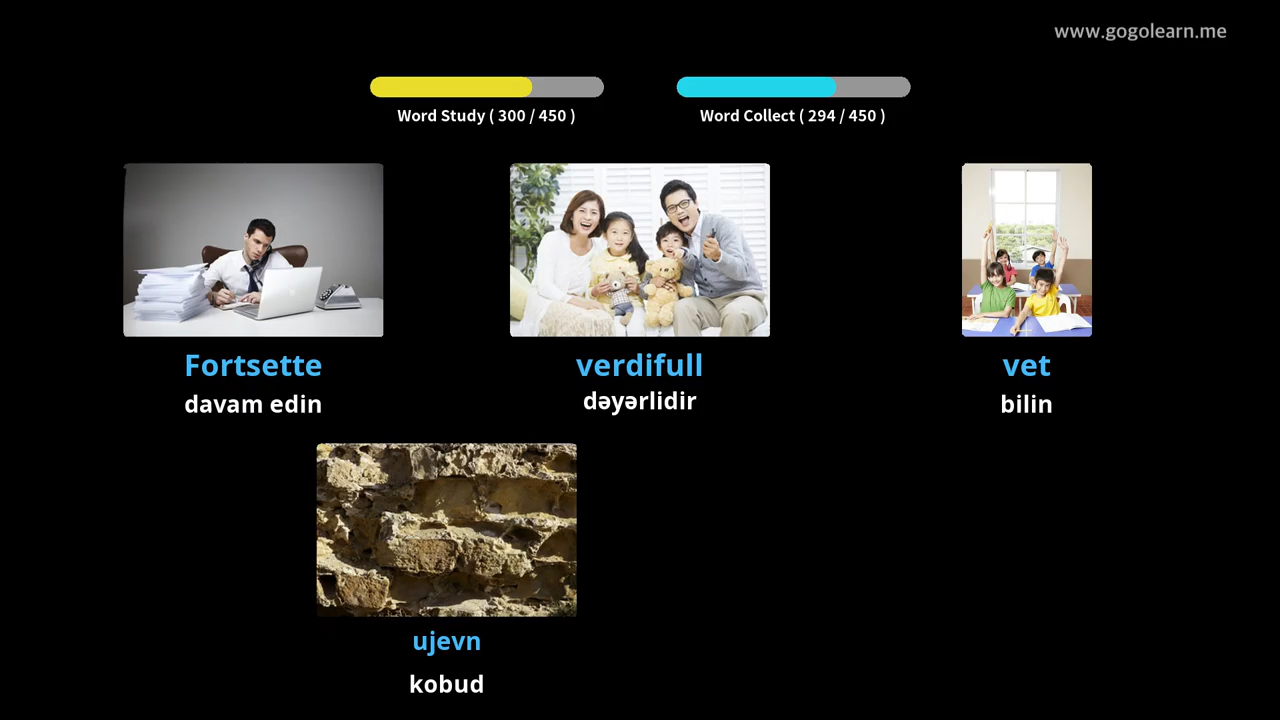 www.gogolearn.me
Word Study ( 300 / 450 )
Word Collect ( 294 / 450 )
Fortsette
davam edin
verdifull
dəyərlidir
vet
bilin
ujevn
kobud